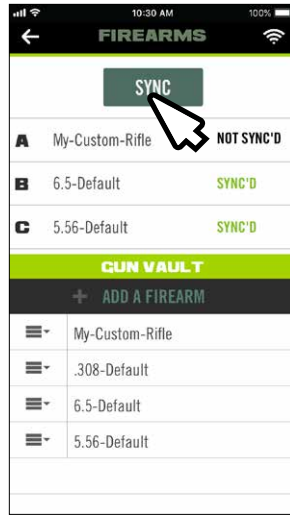 10:30 AM 100%
FIREARMS
SYNC
A My-Custom-Rifle NOT SYNC'D
B 6.5-Default SYNC'D
C 5.56-Default SYNC'D
GUN VAULT
+ ADD A FIREARM
My-Custom-Rifle
.308-Default
6.5-Default
5.56-Default